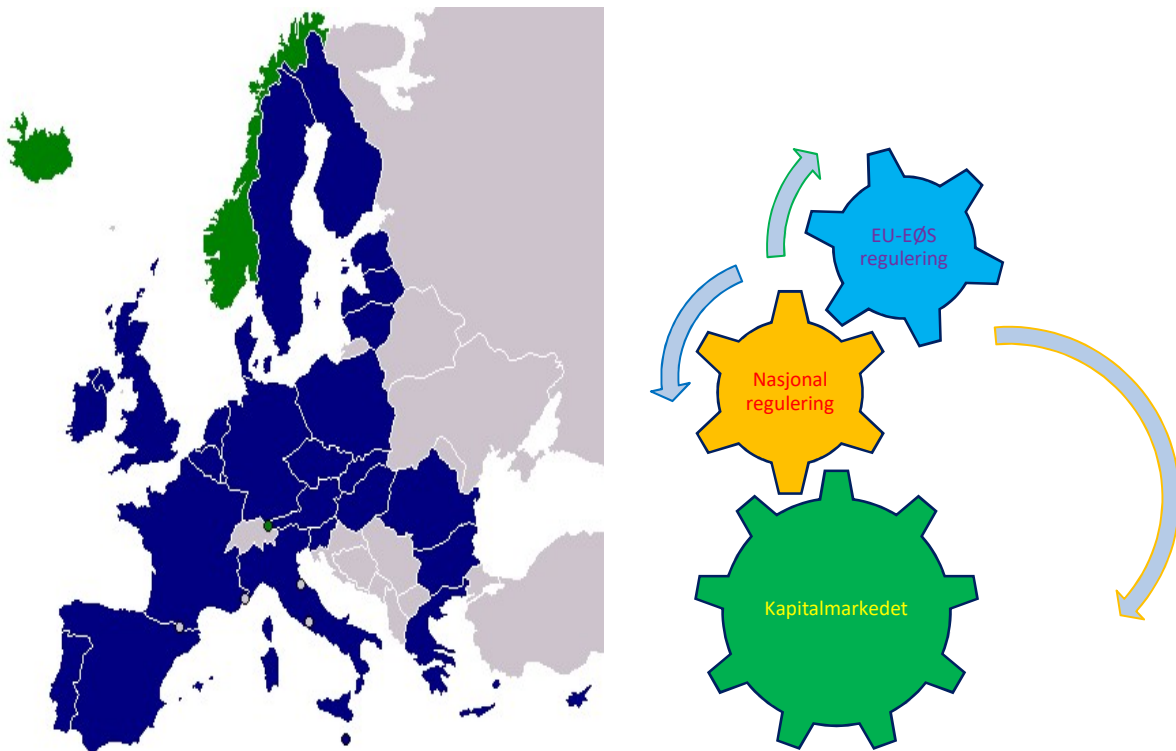 EU-EØS
regulering
Nasjonal
regulering
Kapitalmarkedet